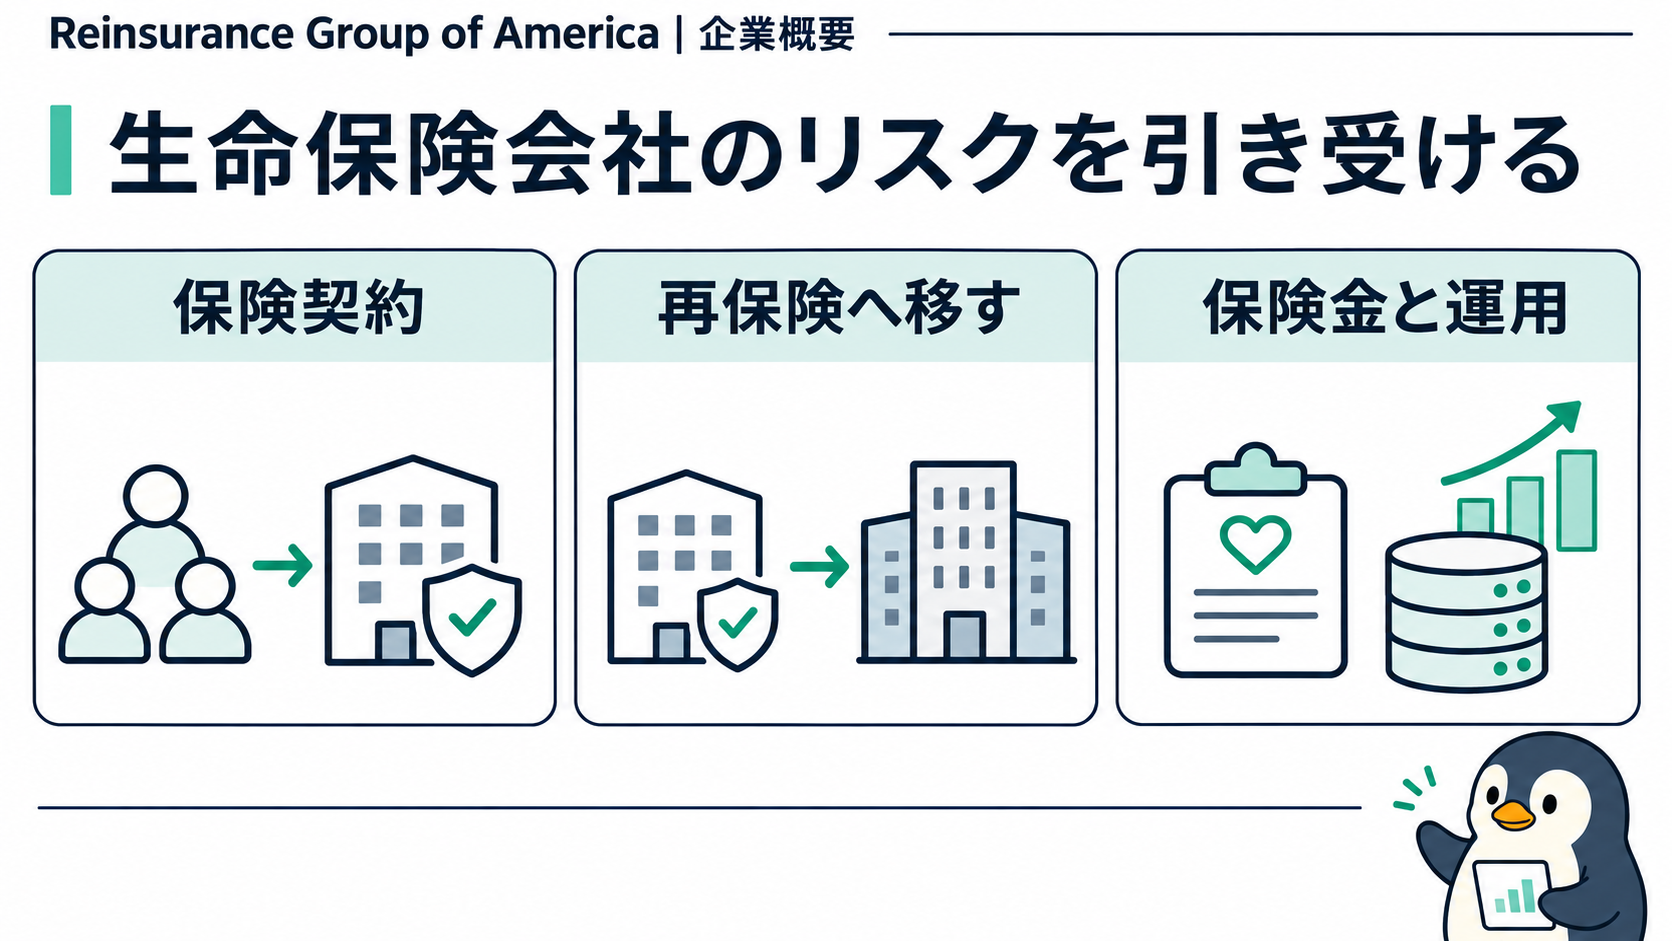 Reinsurance Group of America | 企業概要
生命保険会社のリスクを引き受ける
保険契約
再保険へ移す
保険金と運用